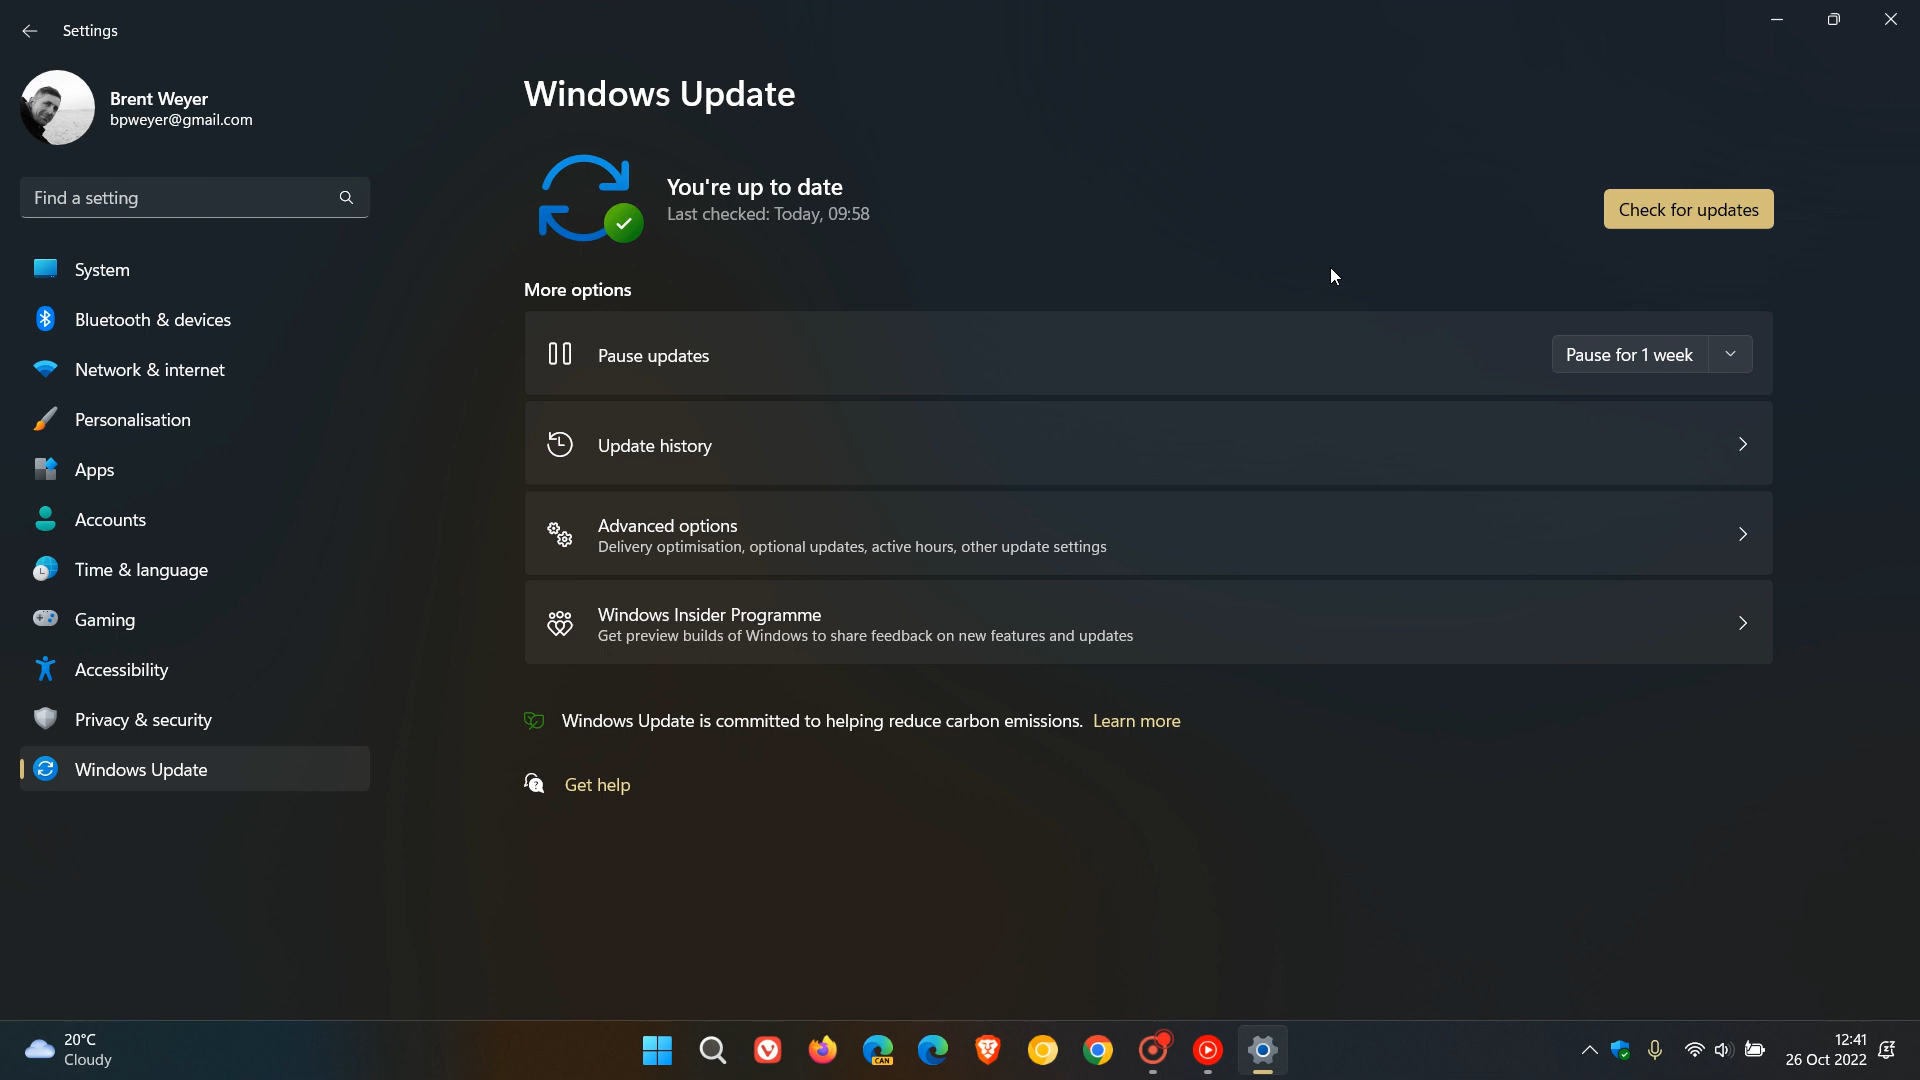 Settings
Brent Weyer
bpweyer@gmail.com
Find a setting
System
Bluetooth & devices
Network & internet
Personalisation
Apps
Accounts
Time & language
Gaming
Accessibility
Privacy & security
Windows Update
Windows Update
You're up to date
Last checked: Today, 09:58
Check for updates
More options
Pause updates
Pause for 1 week
Update history
Advanced options
Delivery optimisation, optional updates, active hours, other update settings
Windows Insider Programme
Get preview builds of Windows to share feedback on new features and updates
Windows Update is committed to helping reduce carbon emissions. Learn more
Get help
20°C
Cloudy
CAN
12:41
26 Oct 2022